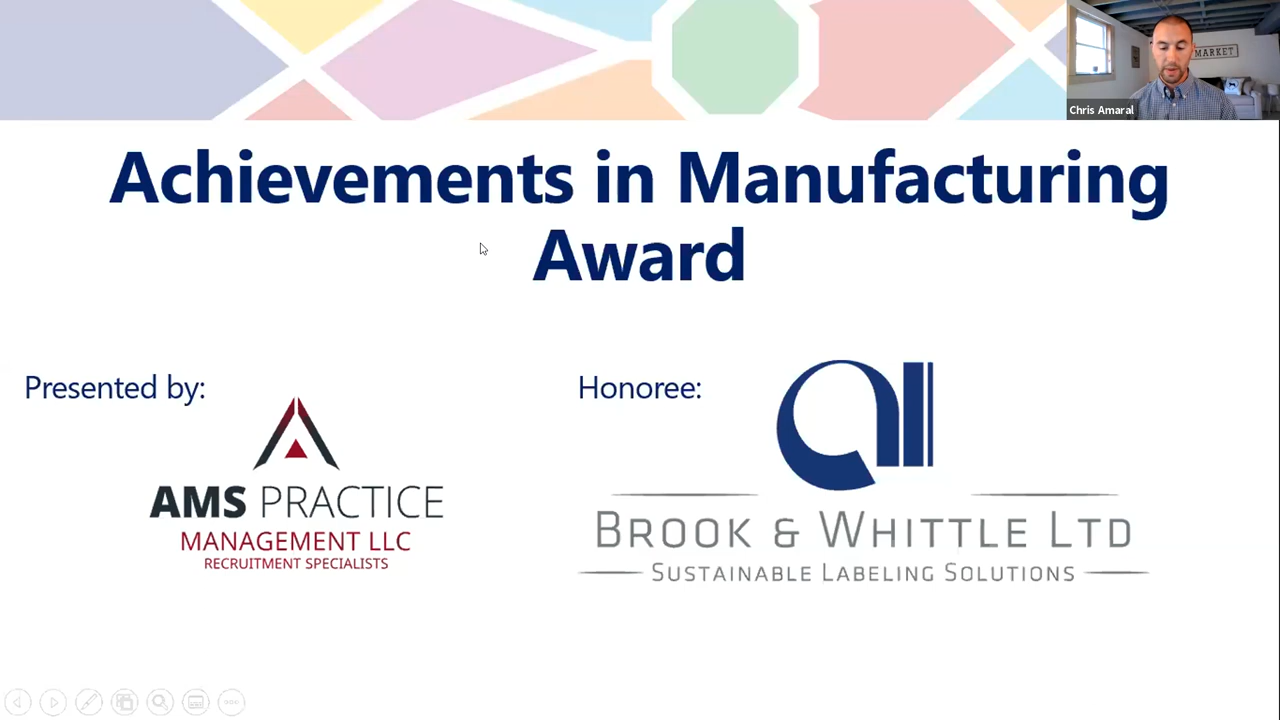 MARKET
Chris Amaral
Achievements in Manufacturing
Award
Presented by:
AMS PRACTICE
MANAGEMENT LLC
RECRUITMENT SPECIALISTS
Honoree:
BROOK & WHITTLE LTD
SUSTAINABLE LABELING SOLUTIONS